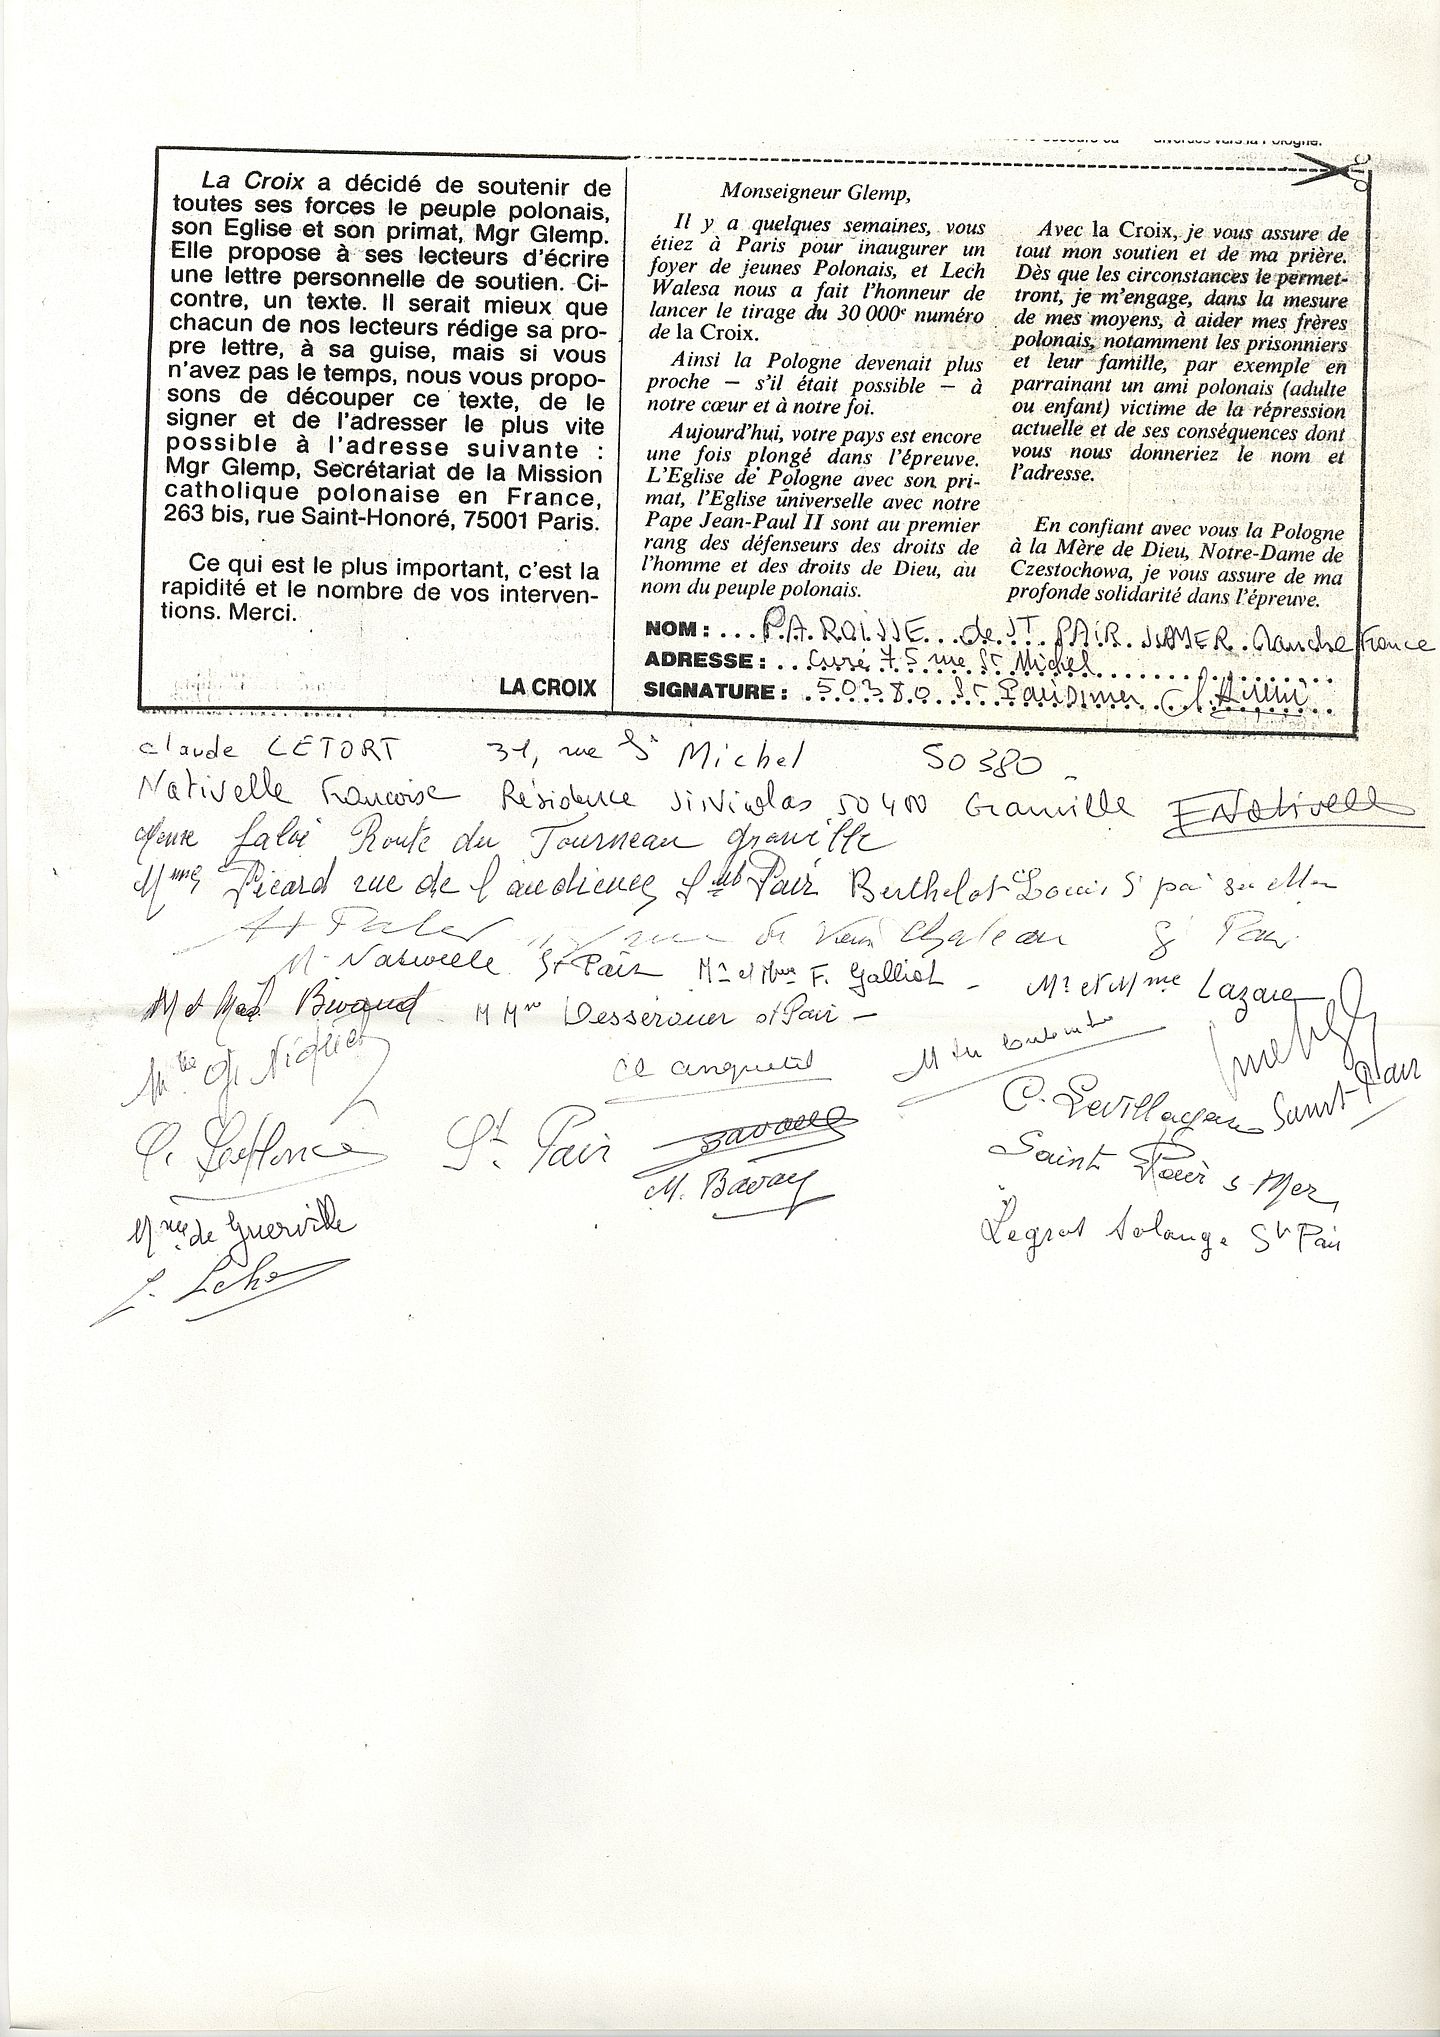 diverses vers la Pologne.
La Croix a décidé de soutenir de
toutes ses forces le peuple polonais,
son Eglise et son primat, Mgr Glemp.
Elle propose à ses lecteurs d'écrire
une lettre personnelle de soutien. Ci-
contre, un texte. Il serait mieux que
chacun de nos lecteurs rédige sa pro-
pre lettre, à sa guise, mais si vous
n'avez pas le temps, nous vous propo-
sons de découper ce texte, de le
signer et de l'adresser le plus vite
possible à l'adresse suivante :
Mgr Glemp, Secrétariat de la Mission
catholique polonaise en France,
263 bis, rue Saint-Honoré, 75001 Paris.
Ce qui est le plus important, c'est la
rapidité et le nombre de vos interven-
tions. Merci.
LA CROIX
Monseigneur Glemp,
Il y a quelques semaines, vous
étiez à Paris pour inaugurer un
foyer de jeunes Polonais, et Lech
Walesa nous a fait l'honneur de
lancer le tirage du 30 000e numéro
de la Croix.
Ainsi la Pologne devenait plus
proche — s'il était possible — à
notre cœur et à notre foi.
Aujourd'hui, votre pays est encore
une fois plongé dans l'épreuve.
L'Eglise de Pologne avec son pri-
mat, l'Eglise universelle avec notre
Pape Jean-Paul II sont au premier
rang des défenseurs des droits de
l'homme et des droits de Dieu, au
nom du peuple polonais.
Avec la Croix, je vous assure de
tout mon soutien et de ma prière.
Dès que les circonstances le permet-
tront, je m'engage, dans la mesure
de mes moyens, à aider mes frères
polonais, notamment les prisonniers
et leur famille, par exemple en
parrainant un ami polonais (adulte
ou enfant) victime de la répression
actuelle et de ses conséquences dont
vous nous donneriez le nom et
l'adresse.
En confiant avec vous la Pologne
à la Mère de Dieu, Notre-Dame de
Czestochowa, je vous assure de ma
profonde solidarité dans l'épreuve.
NOM : PAROISSE de ST PAIR SUR MER Manche France
ADRESSE : 75 rue St Michel
SIGNATURE : 50380 St Pair
Claude LETORT 31, rue St Michel 50380
Nativelle Françoise Résidence St Nicolas 50400 Granville FNativelle
Route du Tourneau Granville
Mme Picard rue de l'audience St Pair Berthelot Louis St pair sur Mer
rue du Vieux Chateau St Pair
M. Nativelle St Pair Mr et Mme F. Galliot - Mr et Mme Lazare
M et Mad. Bivaud M Mme Desserouer St Pair -
Mlle Niquet Cl Anquetil
C. Levillayer Saint-Pair
St. Pair
Saint Pair s-Mer
M. Bavay
Mme de Guerville
Legrot Solange St Pair